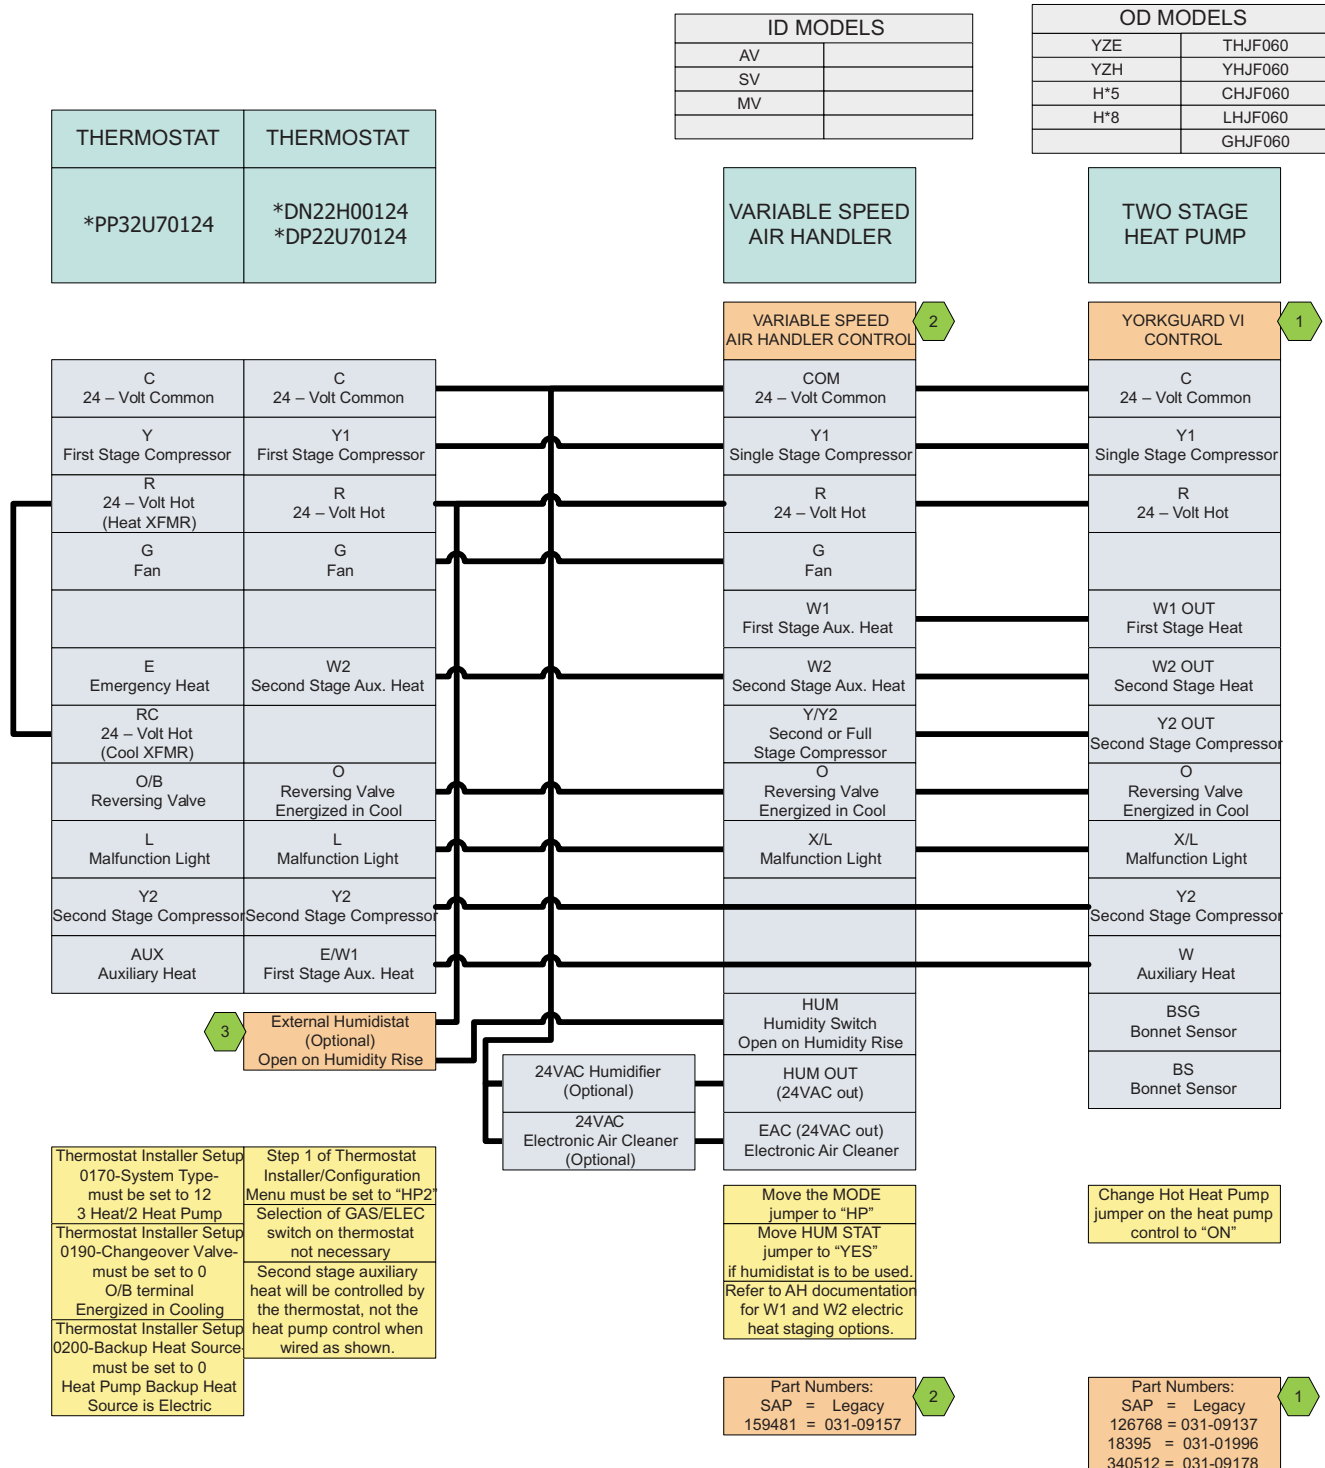 ID MODELS
AV
SV
MV
OD MODELS
YZE THJF060
YZH YHJF060
H*5 CHJF060
H*8 LHJF060
GHJF060
THERMOSTAT
*PP32U70124
THERMOSTAT
*DN22H00124
*DP22U70124
VARIABLE SPEED
AIR HANDLER
TWO STAGE
HEAT PUMP
VARIABLE SPEED
AIR HANDLER CONTROL
2
YORKGUARD VI
CONTROL
1
C
24 – Volt Common
Y
First Stage Compressor
R
24 – Volt Hot
(Heat XFMR)
G
Fan
E
Emergency Heat
RC
24 – Volt Hot
(Cool XFMR)
O/B
Reversing Valve
L
Malfunction Light
Y2
Second Stage Compressor
AUX
Auxiliary Heat
C
24 – Volt Common
Y1
First Stage Compressor
R
24 – Volt Hot
G
Fan
W2
Second Stage Aux. Heat
O
Reversing Valve
Energized in Cool
L
Malfunction Light
Y2
Second Stage Compressor
E/W1
First Stage Aux. Heat
3
External Humidistat
(Optional)
Open on Humidity Rise
COM
24 – Volt Common
Y1
Single Stage Compressor
R
24 – Volt Hot
G
Fan
W1
First Stage Aux. Heat
W2
Second Stage Aux. Heat
Y/Y2
Second or Full
Stage Compressor
O
Reversing Valve
Energized in Cool
X/L
Malfunction Light
HUM
Humidity Switch
Open on Humidity Rise
HUM OUT
(24VAC out)
EAC (24VAC out)
Electronic Air Cleaner
24VAC Humidifier
(Optional)
24VAC
Electronic Air Cleaner
(Optional)
C
24 – Volt Common
Y1
Single Stage Compressor
R
24 – Volt Hot
W1 OUT
First Stage Heat
W2 OUT
Second Stage Heat
Y2 OUT
Second Stage Compressor
O
Reversing Valve
Energized in Cool
X/L
Malfunction Light
Y2
Second Stage Compressor
W
Auxiliary Heat
BSG
Bonnet Sensor
BS
Bonnet Sensor
Thermostat Installer Setup
0170-System Type-
must be set to 12
3 Heat/2 Heat Pump
Thermostat Installer Setup
0190-Changeover Valve-
must be set to 0
O/B terminal
Energized in Cooling
Thermostat Installer Setup
0200-Backup Heat Source-
must be set to 0
Heat Pump Backup Heat
Source is Electric
Step 1 of Thermostat
Installer/Configuration
Menu must be set to “HP2”
Selection of GAS/ELEC
switch on thermostat
not necessary
Second stage auxiliary
heat will be controlled by
the thermostat, not the
heat pump control when
wired as shown.
Move the MODE
jumper to “HP”
Move HUM STAT
jumper to “YES”
if humidistat is to be used.
Refer to AH documentation
for W1 and W2 electric
heat staging options.
Change Hot Heat Pump
jumper on the heat pump
control to “ON”
Part Numbers:
SAP = Legacy
159481 = 031-09157
2
Part Numbers:
SAP = Legacy
126768 = 031-09137
18395 = 031-01996
340512 = 031-09178
1